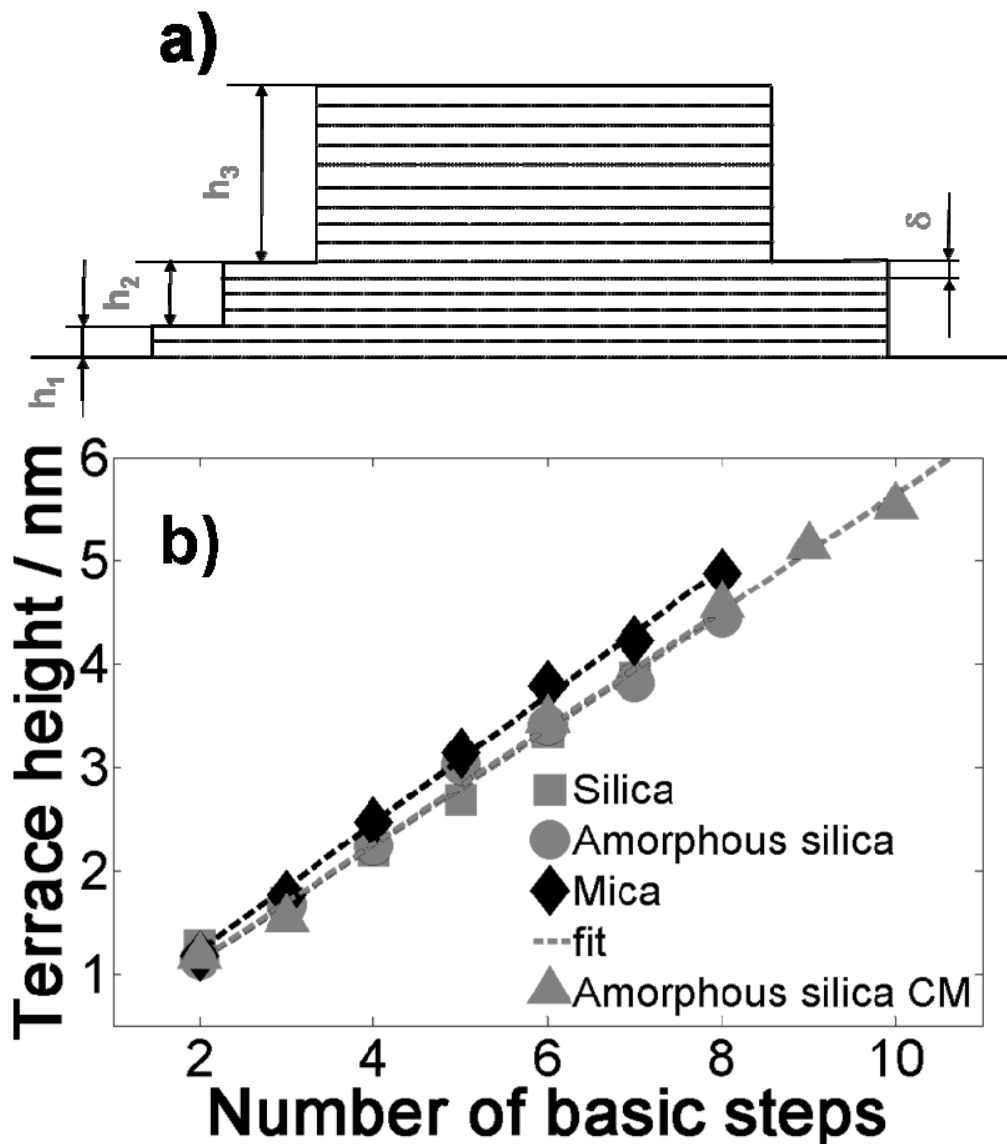 a)
h3
δ
h2
h1
Terrace height / nm
6
5
4
3
2
1
b)
Silica
Amorphous silica
Mica
fit
Amorphous silica CM
2 4 6 8 10
Number of basic steps